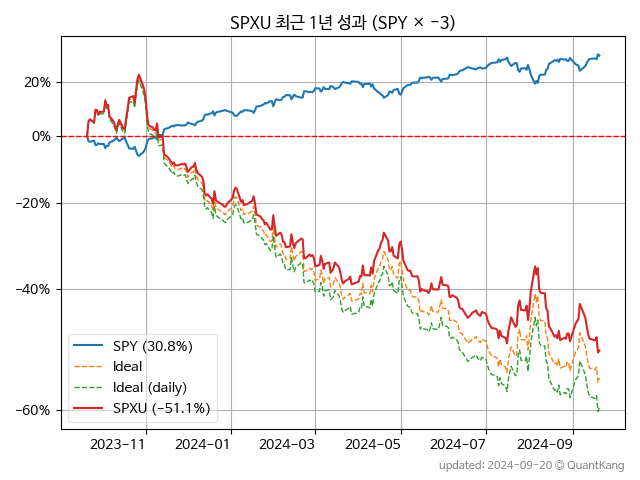 SPXU 최근 1년 성과 (SPY × −3)
20%
0%
−20%
−40%
−60%
SPY (30.8%)
Ideal
Ideal (daily)
SPXU (−51.1%)
2023−11
2024−01
2024−03
2024−05
2024−07
2024−09
updated: 2024−09−20 © QuantKang